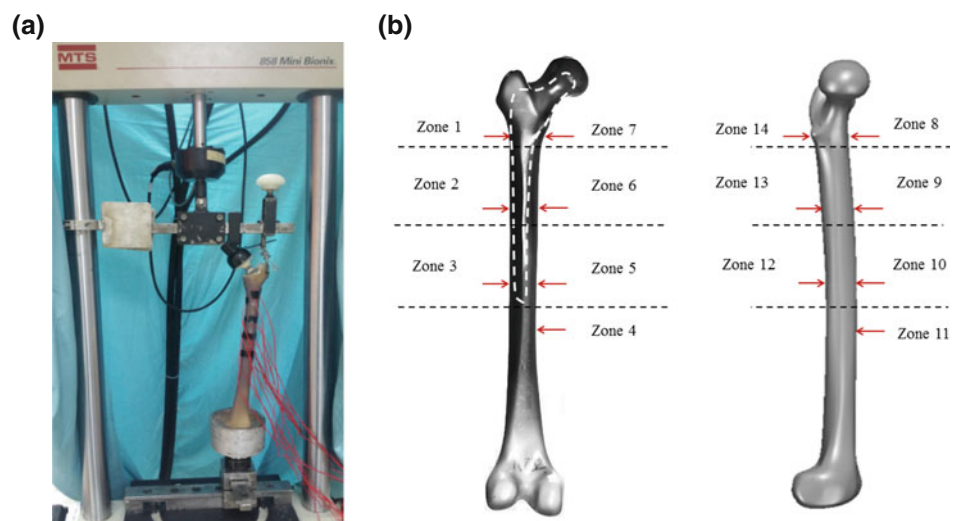 (a)
(b)
MTS
858 Mini Bionix
Zone 1
Zone 7
Zone 2
Zone 6
Zone 3
Zone 5
Zone 4
Zone 14
Zone 8
Zone 13
Zone 9
Zone 12
Zone 10
Zone 11